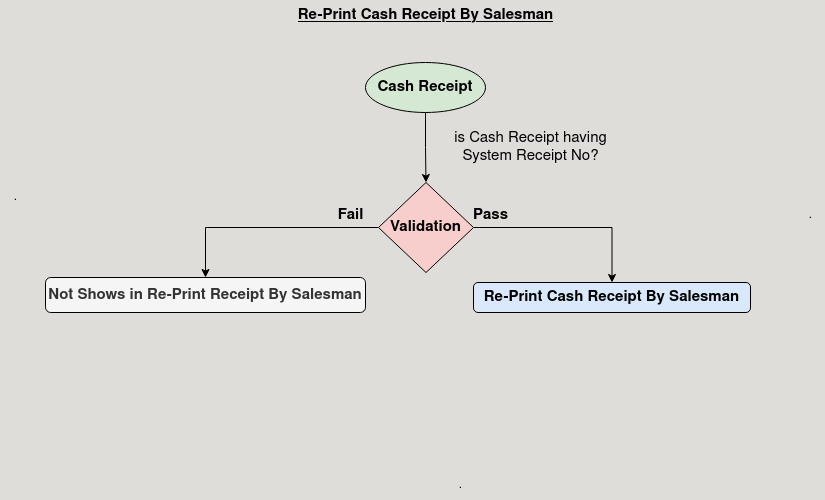 Re-Print Cash Receipt By Salesman
Cash Receipt
is Cash Receipt having
System Receipt No?
Fail
Pass
Validation
Not Shows in Re-Print Receipt By Salesman
Re-Print Cash Receipt By Salesman